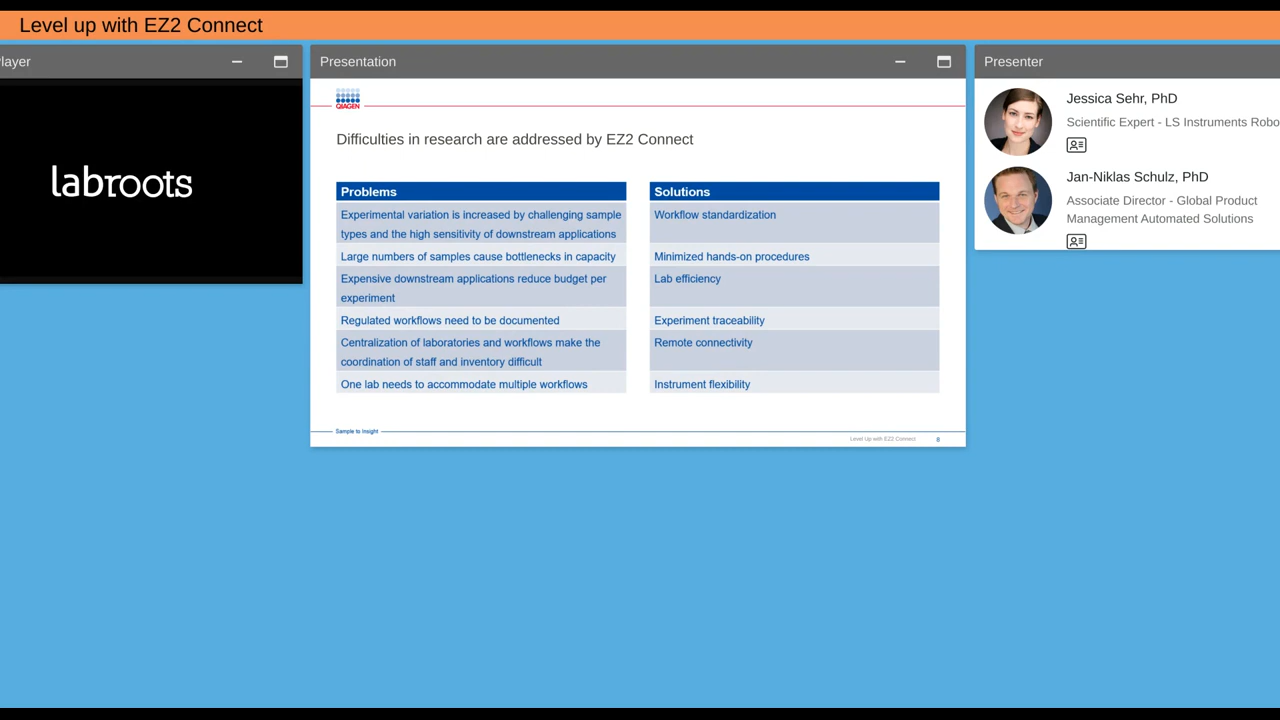 Level up with EZ2 Connect
layer
labroots
Presentation
QIAGEN
Difficulties in research are addressed by EZ2 Connect
Problems
Experimental variation is increased by challenging sample
types and the high sensitivity of downstream applications
Large numbers of samples cause bottlenecks in capacity
Expensive downstream applications reduce budget per
experiment
Regulated workflows need to be documented
Centralization of laboratories and workflows make the
coordination of staff and inventory difficult
One lab needs to accommodate multiple workflows
Solutions
Workflow standardization
Minimized hands-on procedures
Lab efficiency
Experiment traceability
Remote connectivity
Instrument flexibility
Sample to Insight
Level Up with EZ2 Connect
8
Presenter
Jessica Sehr, PhD
Scientific Expert - LS Instruments Robo
Jan-Niklas Schulz, PhD
Associate Director - Global Product
Management Automated Solutions